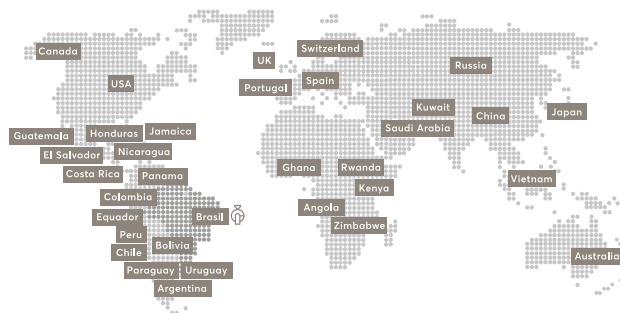 Canada
Switzerland
UK
Russia
USA
Portugal
Spain
Kuwait
Japan
China
Guatemala
Honduras
Jamaica
Saudi Arabia
El Salvador
Nicaragua
Costa Rica
Panama
Ghana
Rwanda
Vietnam
Kenya
Colombia
Angola
Equador
Brasil
Zimbabwe
Peru
Bolivia
Chile
Australia
Paraguay
Uruguay
Argentina